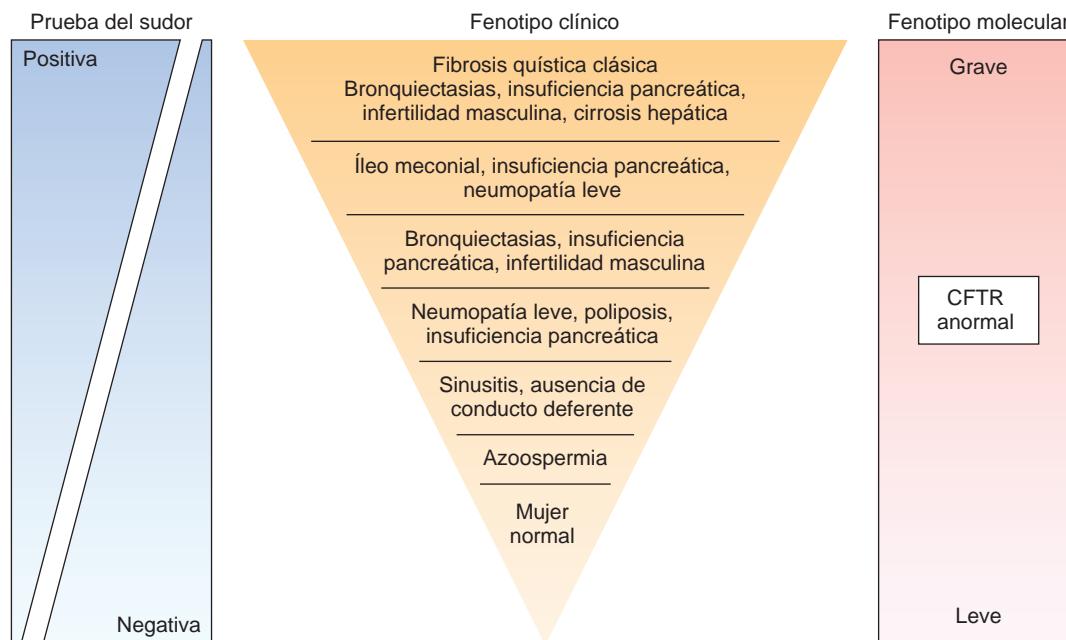 Prueba del sudor
Fenotipo clínico
Fenotipo molecular
Positiva
Negativa
Fibrosis quística clásica
Bronquiectasias, insuficiencia pancreática,
infertilidad masculina, cirrosis hepática
Íleo meconial, insuficiencia pancreática,
neumopatía leve
Bronquiectasias, insuficiencia
pancreática, infertilidad masculina
Neumopatía leve, poliposis,
insuficiencia pancreática
Sinusitis, ausencia de
conducto deferente
Azoospermia
Mujer
normal
Grave
CFTR
anormal
Leve